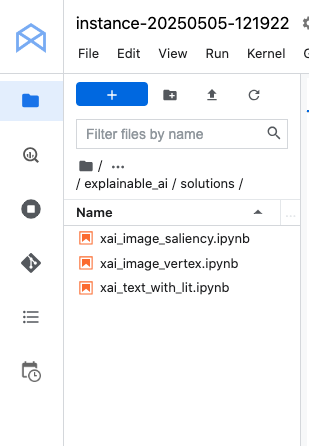 instance-20250505-121922
File Edit View Run Kernel
Filter files by name
/ ...
/ explainable_ai / solutions /
Name
xai_image_saliency.ipynb
xai_image_vertex.ipynb
xai_text_with_lit.ipynb